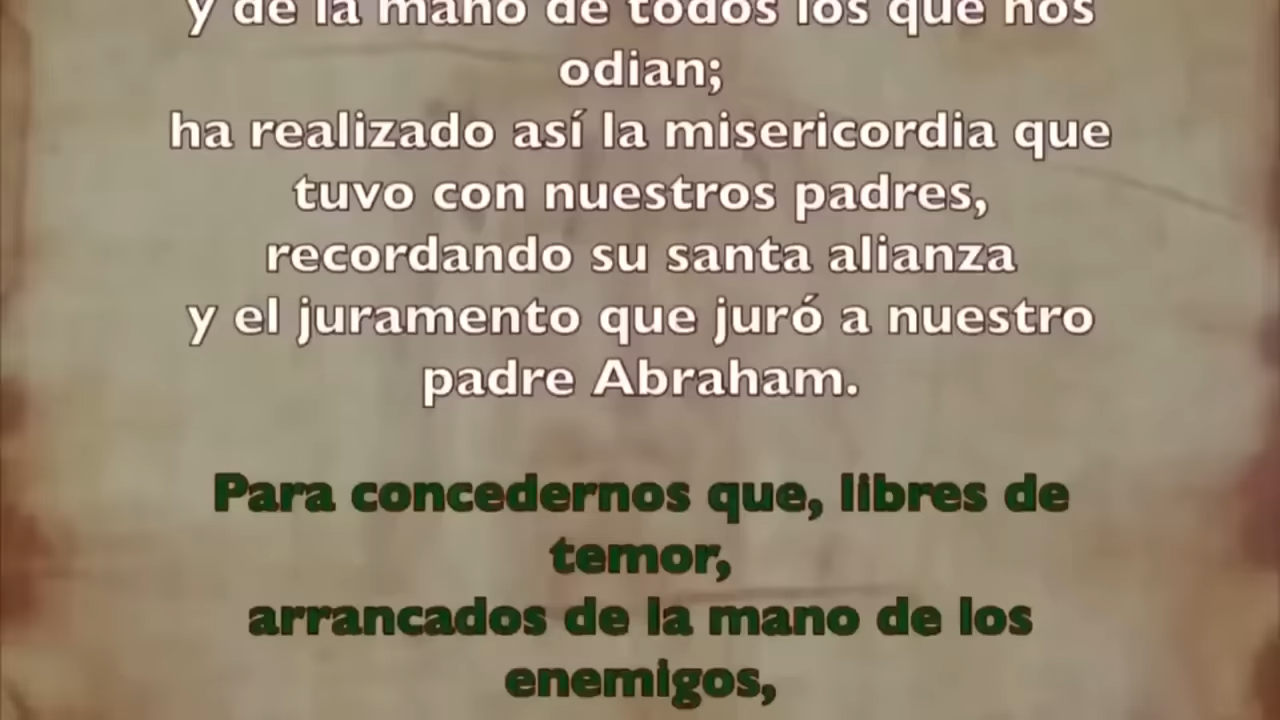 y de la mano de todos los que nos
odian;
ha realizado así la misericordia que
tuvo con nuestros padres,
recordando su santa alianza
y el juramento que juró a nuestro
padre Abraham.
Para concedernos que, libres de
temor,
arrancados de la mano de los
enemigos,